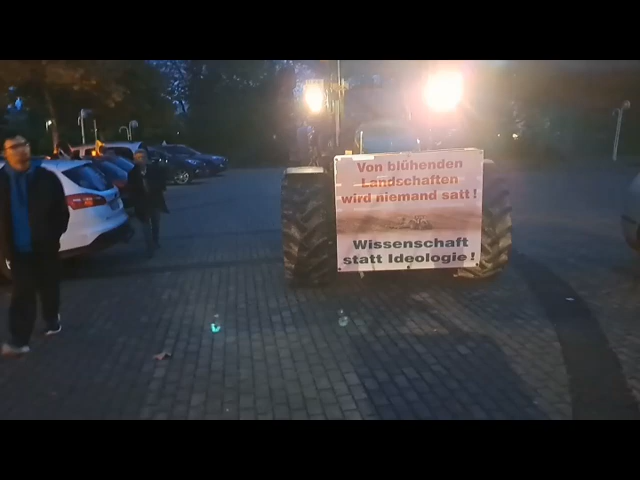 Von blühenden
Landschaften
wird niemand satt!
Wissenschaft
statt Ideologie!